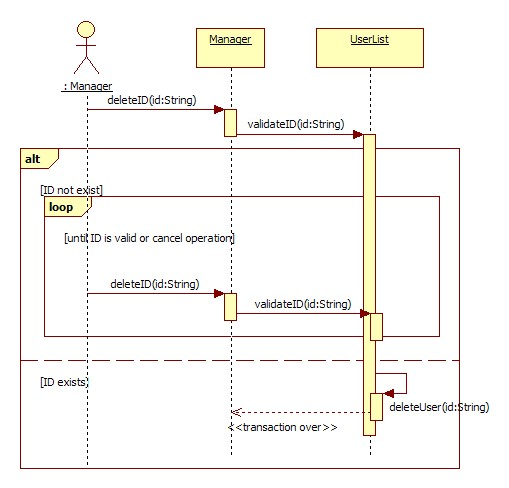 Manager
UserList
: Manager
deleteID(id:String)
validateID(id:String)
alt
[ID not exist]
loop
[until ID is valid or cancel operation]
deleteID(id:String)
validateID(id:String)
[ID exists]
deleteUser(id:String)
<<transaction over>>